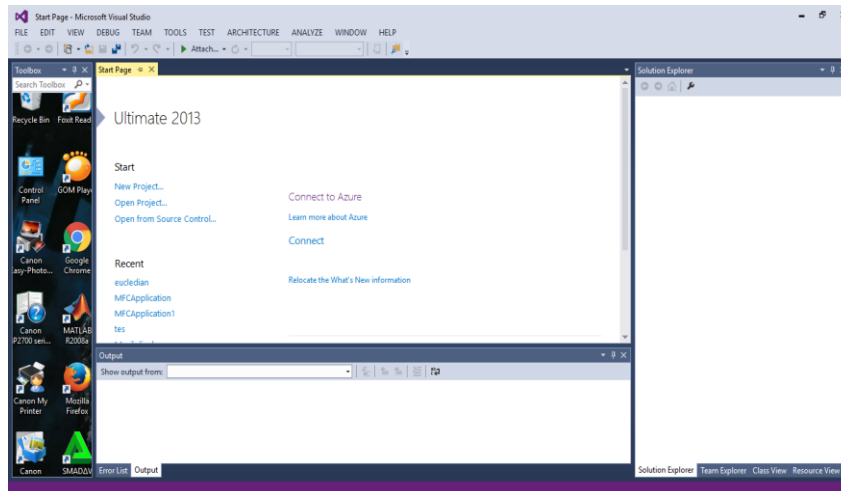 Start Page - Microsoft Visual Studio
FILE EDIT VIEW DEBUG TEAM TOOLS TEST ARCHITECTURE ANALYZE WINDOW HELP
Attach...
Toolbox
Search Toolbox
Recycle Bin
Foxit Read
Control Panel
GOM Play
Canon
asy-Photo...
Google Chrome
Canon
P2700 seri...
MATLAB
R2008a
Canon My
Printer
Mozilla
Firefox
Canon
SMADAV
Start Page
Ultimate 2013
Start
New Project...
Open Project...
Open from Source Control...
Recent
eucledian
MFCApplication
MFCApplication1
tes
Connect to Azure
Learn more about Azure
Connect
Relocate the What's New information
Output
Show output from:
Error List Output
Solution Explorer
Solution Explorer Team Explorer Class View Resource View